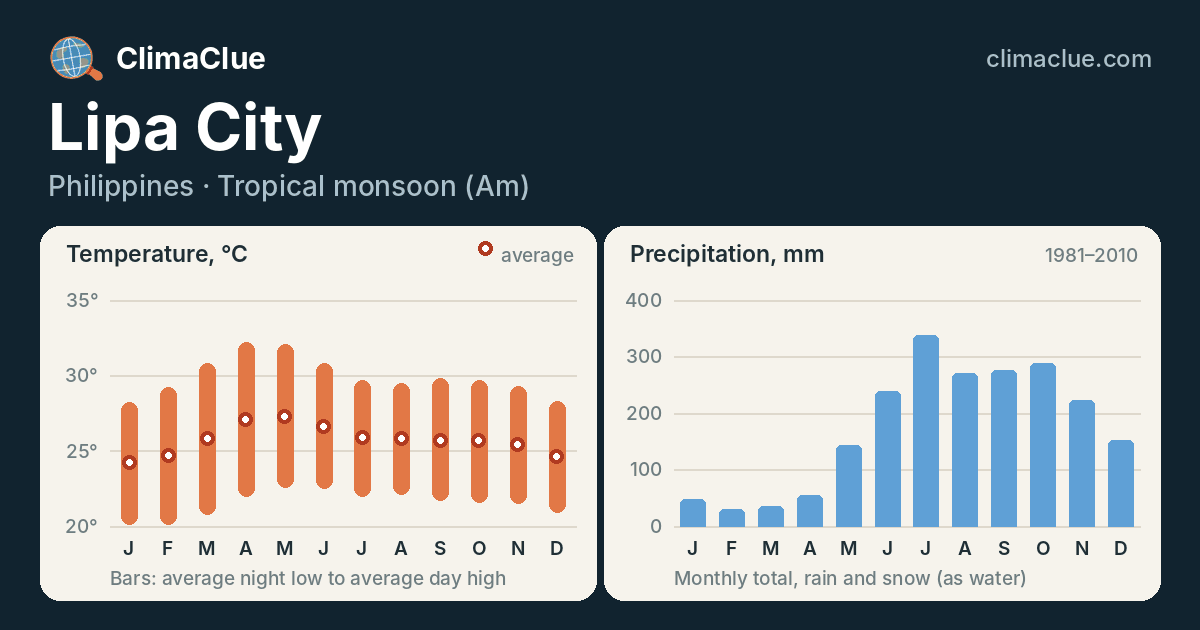 ClimaClue
climaclue.com
Lipa City
Philippines · Tropical monsoon (Am)
Temperature, °C
average
35°
30°
25°
20°
J F M A M J J A S O N D
Bars: average night low to average day high
Precipitation, mm
1981–2010
400
300
200
100
0
J F M A M J J A S O N D
Monthly total, rain and snow (as water)